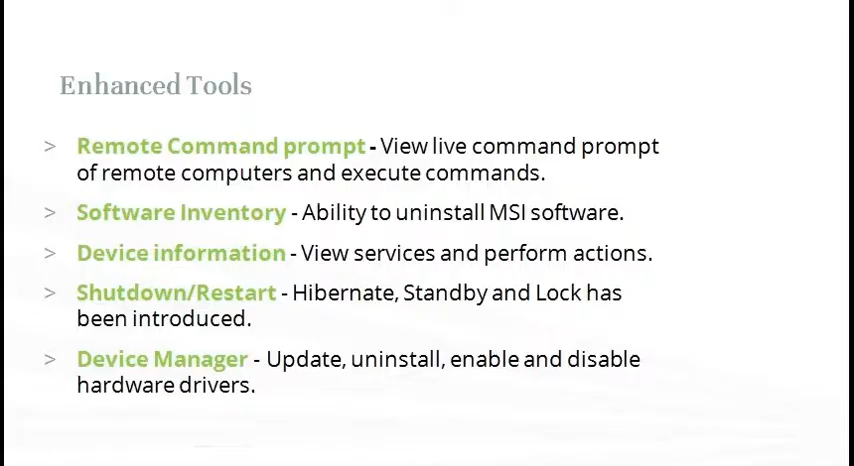 Enhanced Tools
> Remote Command prompt - View live command prompt
of remote computers and execute commands.
> Software Inventory - Ability to uninstall MSI software.
> Device information - View services and perform actions.
> Shutdown/Restart - Hibernate, Standby and Lock has
been introduced.
> Device Manager - Update, uninstall, enable and disable
hardware drivers.